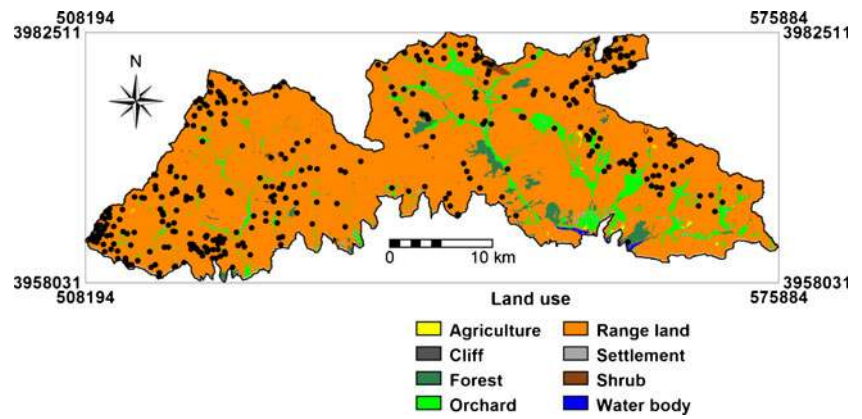 508194 575884
3982511 3982511
N
0 10 km
3958031 3958031
508194 575884
Land use
Agriculture Range land
Cliff Settlement
Forest Shrub
Orchard Water body